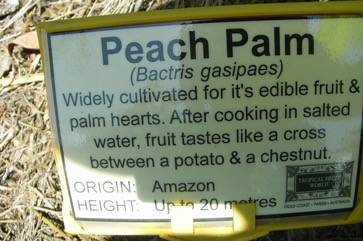 Peach Palm
(Bactris gasipaes)
Widely cultivated for it's edible fruit &
palm hearts. After cooking in salted
water, fruit tastes like a cross
between a potato & a chestnut.
ORIGIN: Amazon
HEIGHT: Up to 20 metres
TROPICAL FRUIT
WORLD